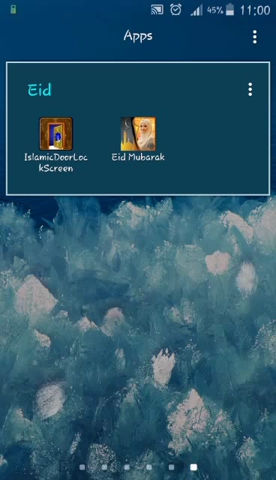 45% 11:00
Apps
Eid
IslamicDoorLoc
kScreen
Eid Mubarak